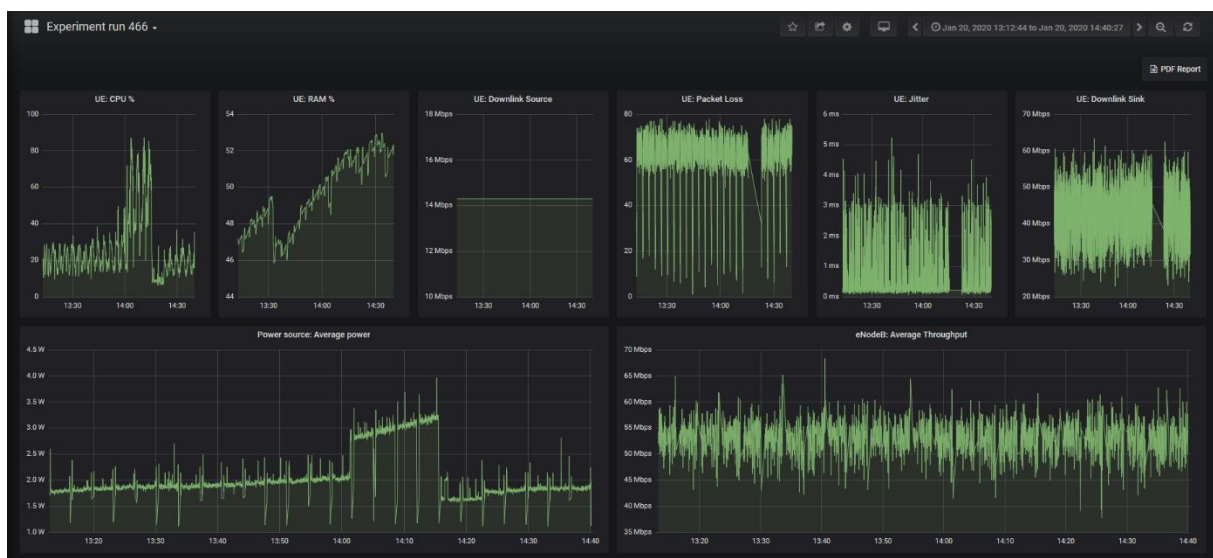 Experiment run 466
Jan 20, 2020 13:12:44 to Jan 20, 2020 14:40:27
PDF Report
UE: CPU %
100
80
60
40
20
0
13:30 14:00 14:30
UE: RAM %
54
52
50
48
46
44
13:30 14:00 14:30
UE: Downlink Source
18 Mbps
16 Mbps
14 Mbps
12 Mbps
10 Mbps
13:30 14:00 14:30
UE: Packet Loss
80
60
40
20
0
13:30 14:00 14:30
UE: Jitter
6 ms
5 ms
4 ms
3 ms
2 ms
1 ms
0 ms
13:30 14:00 14:30
UE: Downlink Sink
70 Mbps
60 Mbps
50 Mbps
40 Mbps
30 Mbps
20 Mbps
13:30 14:00 14:30
Power source: Average power
4.5 W
4.0 W
3.5 W
3.0 W
2.5 W
2.0 W
1.5 W
1.0 W
13:20 13:30 13:40 13:50 14:00 14:10 14:20 14:30 14:40
eNodeB: Average Throughput
70 Mbps
65 Mbps
60 Mbps
55 Mbps
50 Mbps
45 Mbps
40 Mbps
35 Mbps
13:20 13:30 13:40 13:50 14:00 14:10 14:20 14:30 14:40